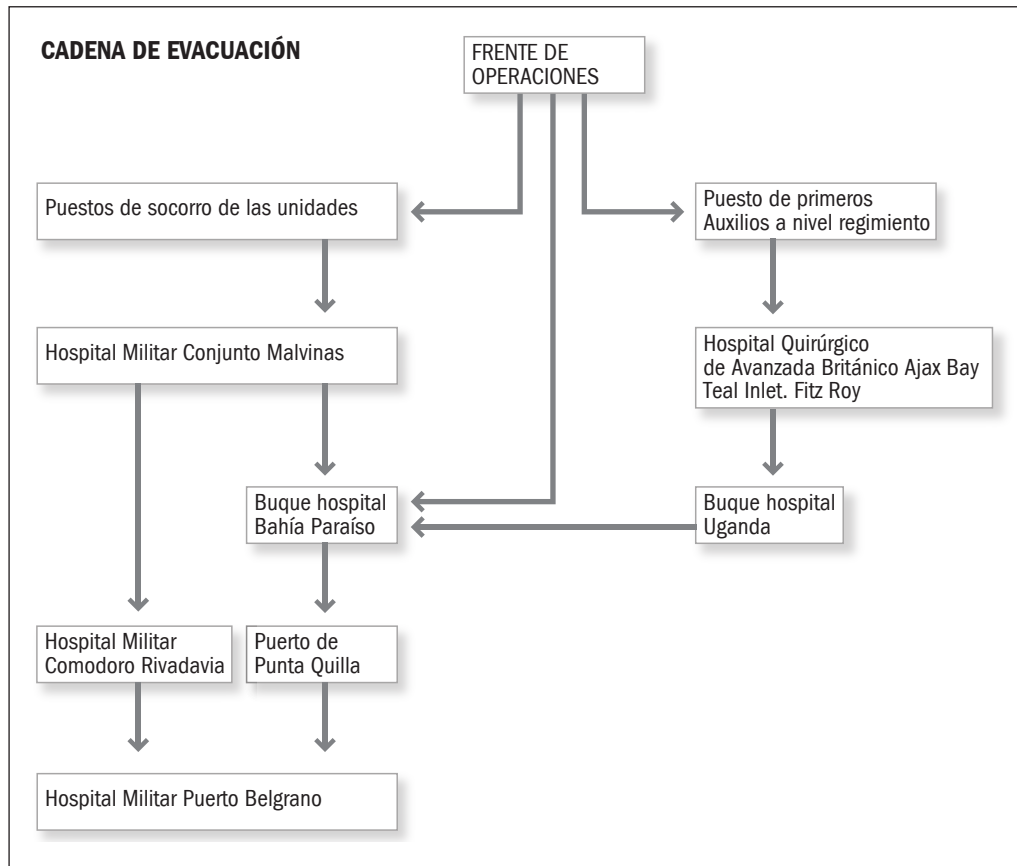 CADENA DE EVACUACIÓN
FRENTE DE
OPERACIONES
Puestos de socorro de las unidades
Puesto de primeros
Auxilios a nivel regimiento
Hospital Militar Conjunto Malvinas
Hospital Quirúrgico
de Avanzada Británico Ajax Bay
Teal Inlet. Fitz Roy
Buque hospital
Bahía Paraíso
Buque hospital
Uganda
Hospital Militar
Comodoro Rivadavia
Puerto de
Punta Quilla
Hospital Militar Puerto Belgrano